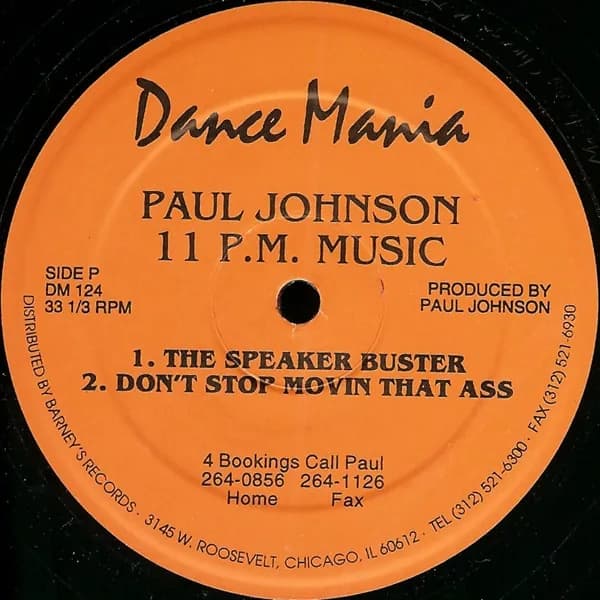 Dance Mania
PAUL JOHNSON
11 P.M. MUSIC
SIDE P
DM 124
33 1/3 RPM
PRODUCED BY
PAUL JOHNSON
1. THE SPEAKER BUSTER
2. DON'T STOP MOVIN THAT ASS
4 Bookings Call Paul
264-0856 264-1126
Home Fax
DISTRIBUTED BY BARNEY'S RECORDS · 3145 W. ROOSEVELT, CHICAGO, IL 60612 · TEL (312) 521-6300 · FAX (312) 521-6930